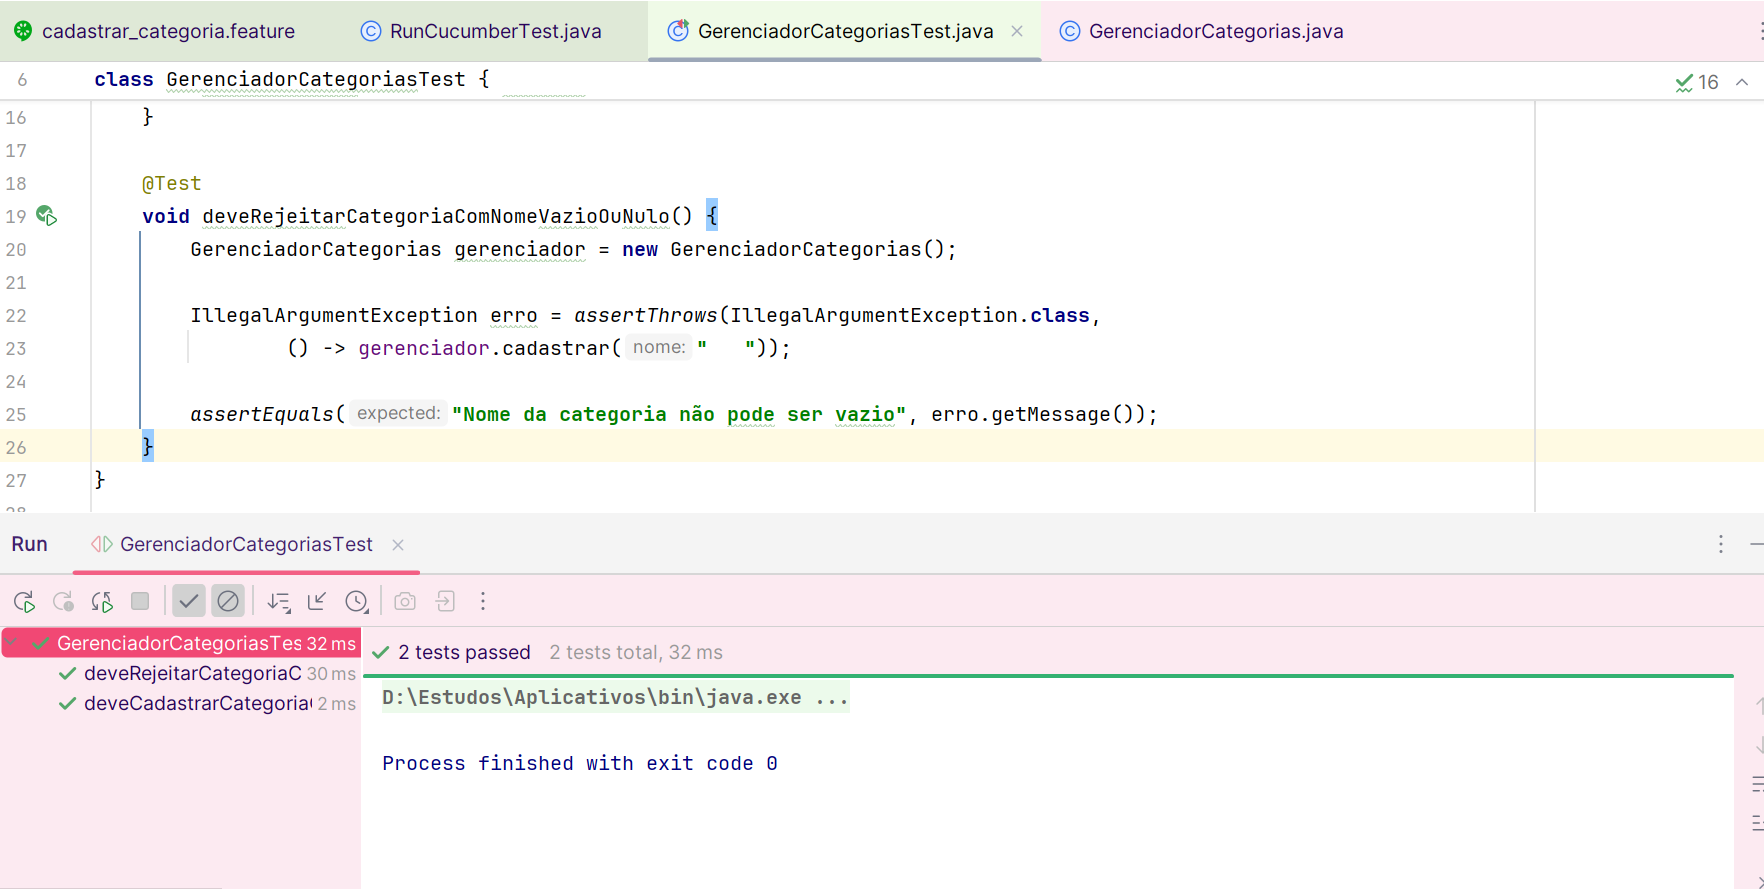 cadastrar_categoria.feature RunCucumberTest.java GerenciadorCategoriasTest.java GerenciadorCategorias.java
6 class GerenciadorCategoriasTest { 16
16 }
17
18 @Test
19 void deveRejeitarCategoriaComNomeVazioOuNulo() {
20 GerenciadorCategorias gerenciador = new GerenciadorCategorias();
21
22 IllegalArgumentException erro = assertThrows(IllegalArgumentException.class,
23 () -> gerenciador.cadastrar( nome: "   "));
24
25 assertEquals( expected: "Nome da categoria não pode ser vazio", erro.getMessage());
26 }
27 }
Run GerenciadorCategoriasTest
GerenciadorCategoriasTes 32 ms
deveRejeitarCategoriaC 30 ms
deveCadastrarCategoria 2 ms
2 tests passed 2 tests total, 32 ms
D:\Estudos\Aplicativos\bin\java.exe ...
Process finished with exit code 0